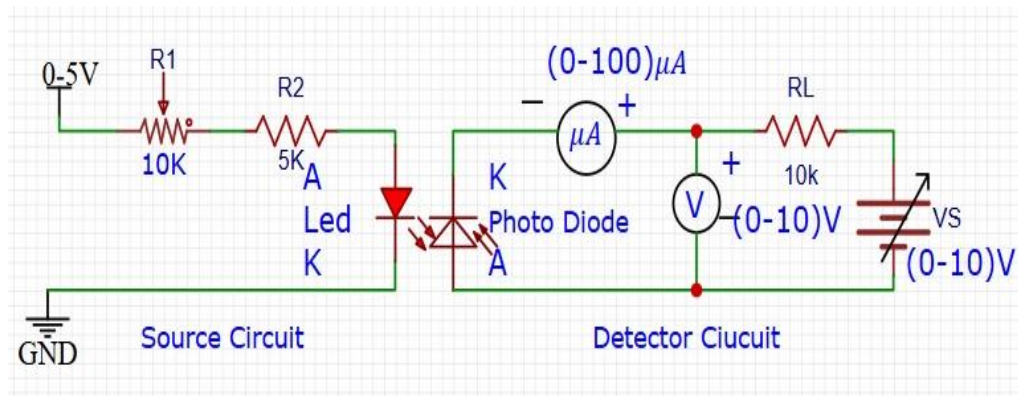 0-5V
R1
10K
R2
5K
A
Led
K
K
Photo Diode
A
(0-100)µA
−
+
µA
+
V
−(0-10)V
RL
10k
VS
(0-10)V
GND
Source Circuit
Detector Ciucuit